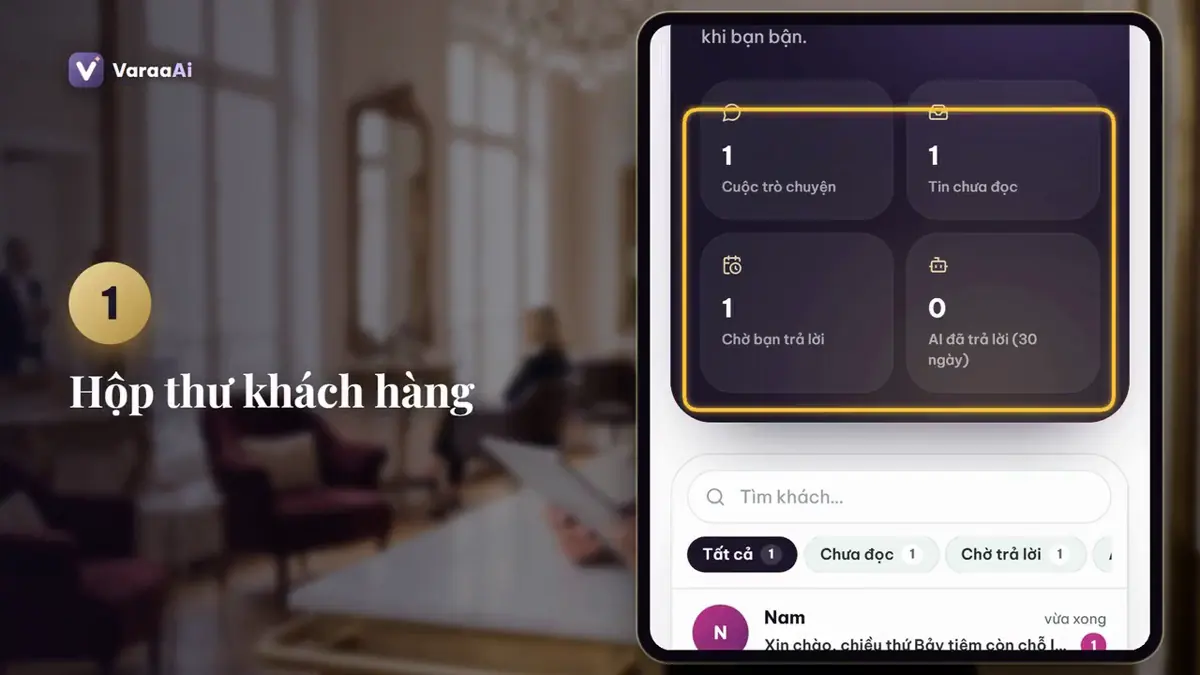 VaraaAi
1
Hộp thư khách hàng
khi bạn bận.
1
Cuộc trò chuyện
1
Tin chưa đọc
1
Chờ bạn trả lời
0
AI đã trả lời (30
ngày)
Tìm khách...
Tất cả 1
Chưa đọc 1
Chờ trả lời 1
N
Nam
vừa xong
Xin chào, chiều thứ Bảy tiệm còn chỗ l...
1